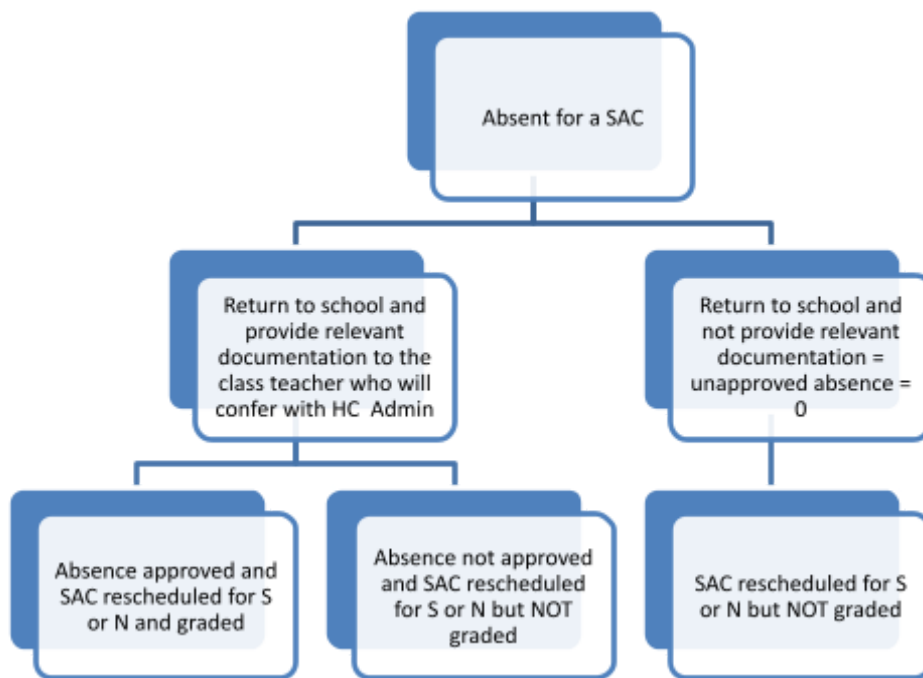 Absent for a SAC
Return to school and
provide relevant
documentation to the
class teacher who will
confer with HC Admin
Return to school and
not provide relevant
documentation =
unapproved absence =
0
Absence approved and
SAC rescheduled for S
or N and graded
Absence not approved
and SAC rescheduled
for S or N but NOT
graded
SAC rescheduled for S
or N but NOT graded